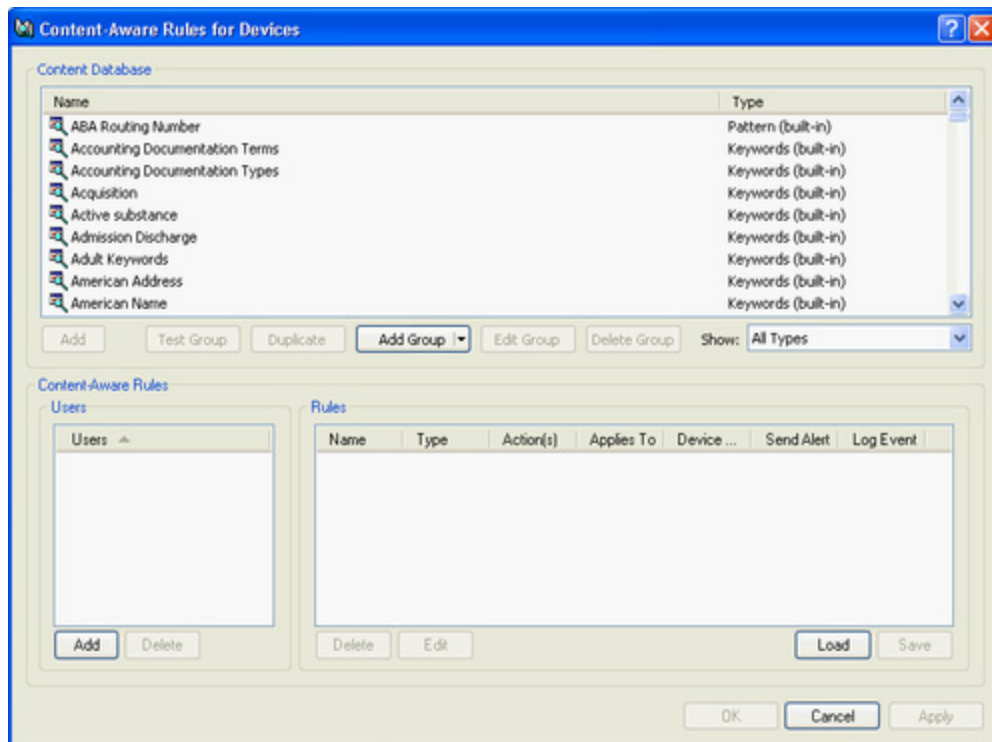 Content-Aware Rules for Devices
Content Database
Name Type
ABA Routing Number Pattern (built-in)
Accounting Documentation Terms Keywords (built-in)
Accounting Documentation Types Keywords (built-in)
Acquisition Keywords (built-in)
Active substance Keywords (built-in)
Admission Discharge Keywords (built-in)
Adult Keywords Keywords (built-in)
American Address Keywords (built-in)
American Name Keywords (built-in)
Add Test Group Duplicate Add Group Edit Group Delete Group Show: All Types
Content-Aware Rules
Users Rules
Users Name Type Action(s) Applies To Device ... Send Alert Log Event
Add Delete Delete Edit Load Save
OK Cancel Apply